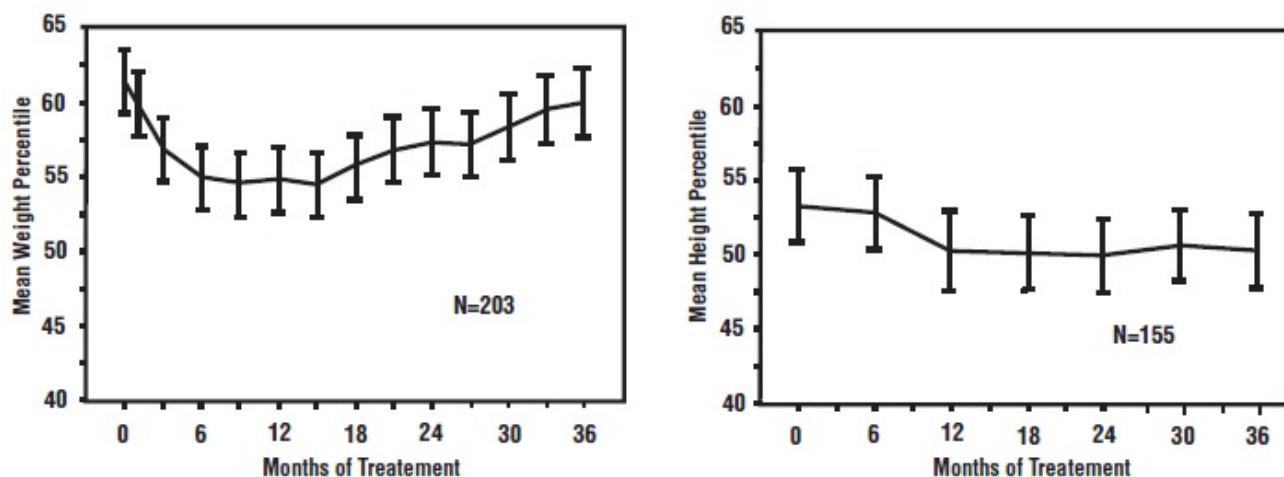 Mean Weight Percentile
65
60
55
50
45
40
N=203
0 6 12 18 24 30 36
Months of Treatement
Mean Height Percentile
65
60
55
50
45
40
N=155
0 6 12 18 24 30 36
Months of Treatement